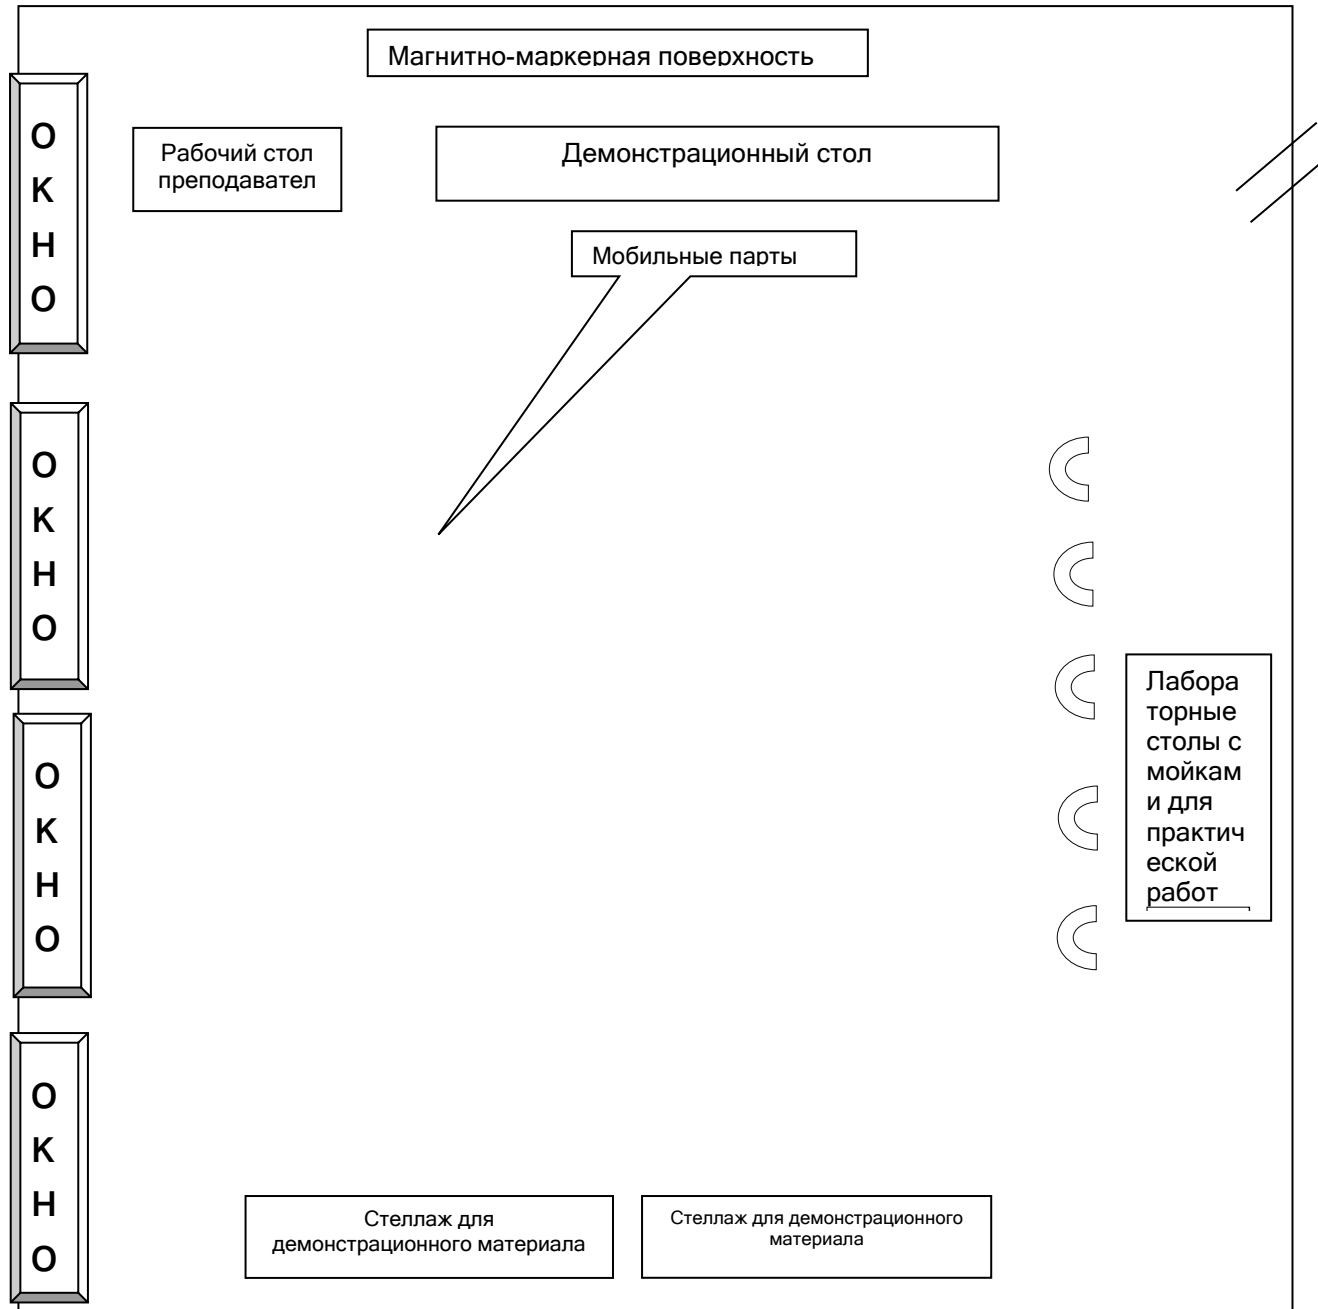 Магнитно-маркерная поверхность
О
К
Н
О
Рабочий стол
преподавател
Демонстрационный стол
Мобильные парты
О
К
Н
О
Лабора
торные
столы с
мойкам
и для
практич
еской
работ
О
К
Н
О
О
К
Н
О
Стеллаж для
демонстрационного материала
Стеллаж для демонстрационного
материала